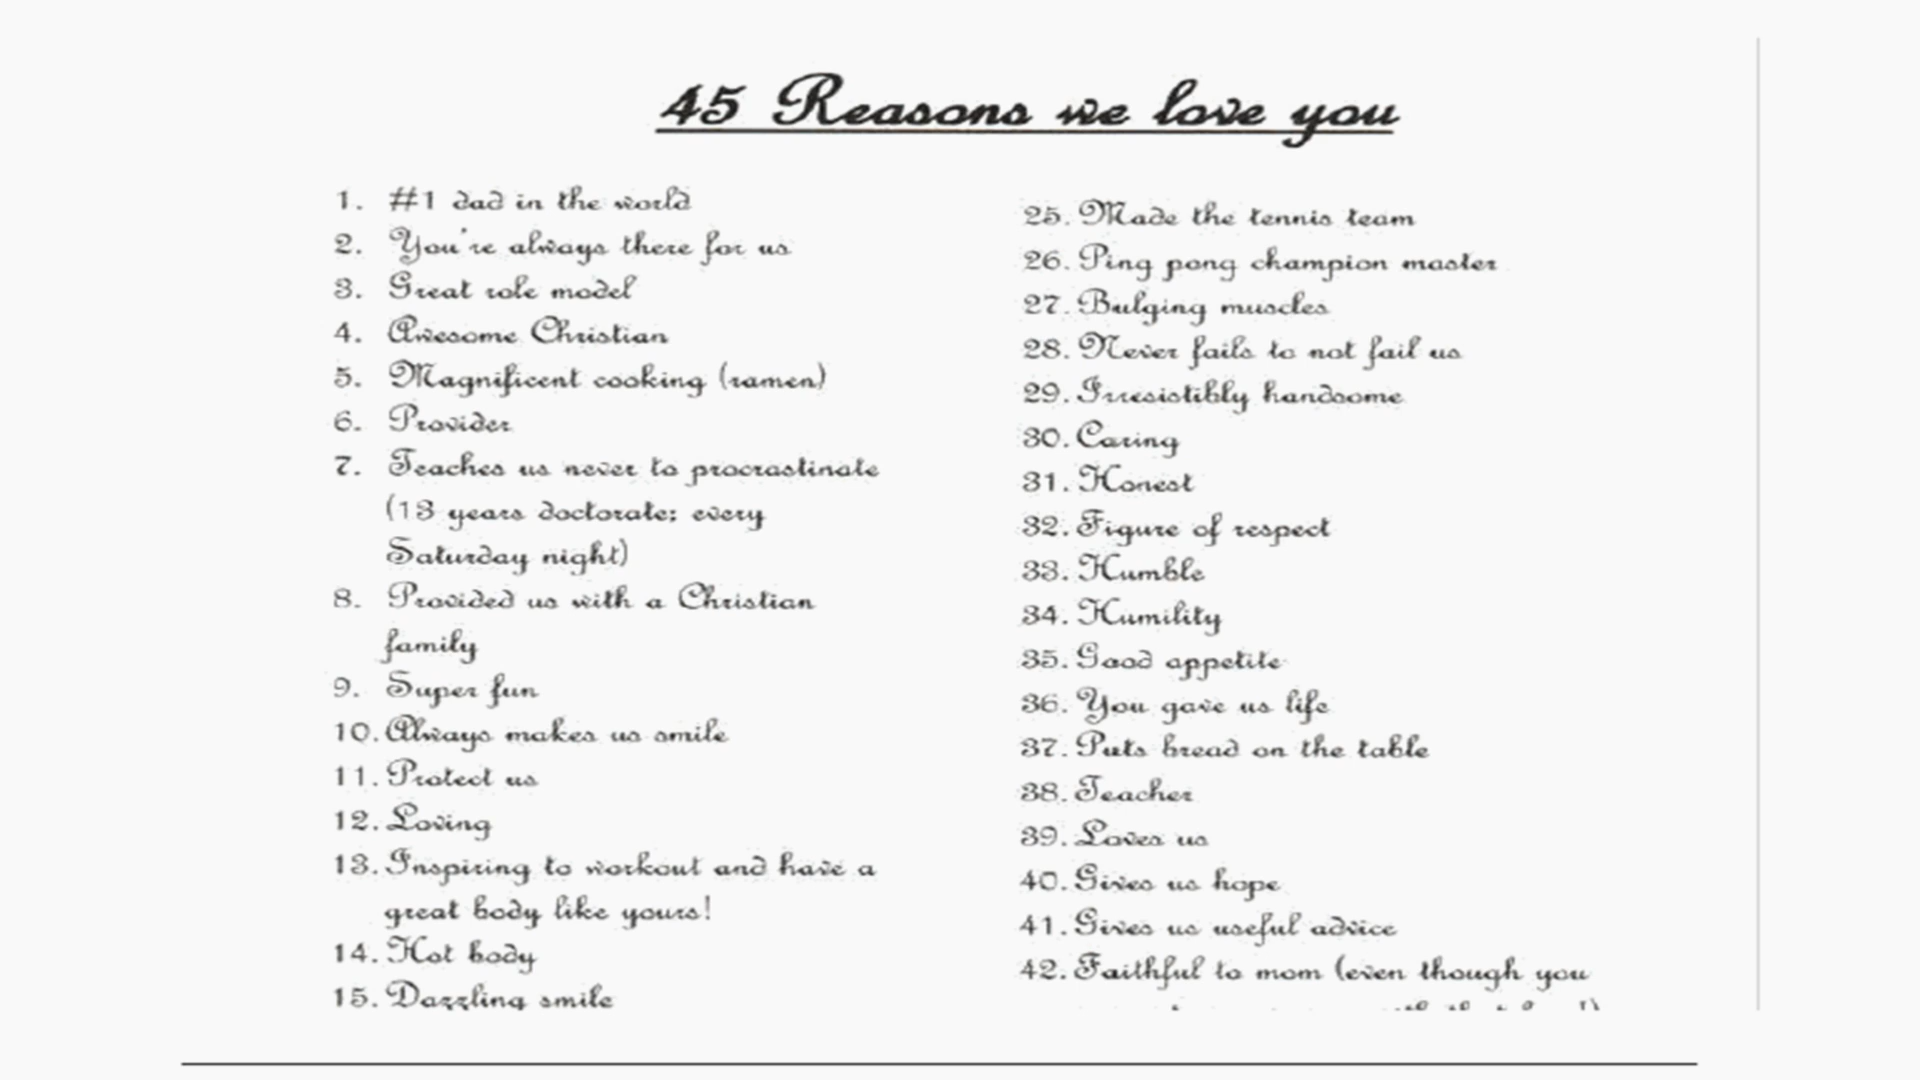 45 Reasons we love you
1. #1 dad in the world
2. You're always there for us
3. Great role model
4. Awesome Christian
5. Magnificent cooking (ramen)
6. Provider
7. Teaches us never to procrastinate
(13 years doctorate; every
Saturday night)
8. Provided us with a Christian
family
9. Super fun
10. Always makes us smile
11. Protect us
12. Loving
13. Inspiring to workout and have a
great body like yours!
14. Hot body
15. Dazzling smile
25. Made the tennis team
26. Ping pong champion master
27. Bulging muscles
28. Never fails to not fail us
29. Irresistibly handsome
30. Caring
31. Honest
32. Figure of respect
33. Humble
34. Humility
35. Good appetite
36. You gave us life
37. Puts bread on the table
38. Teacher
39. Loves us
40. Gives us hope
41. Gives us useful advice
42. Faithful to mom (even though you